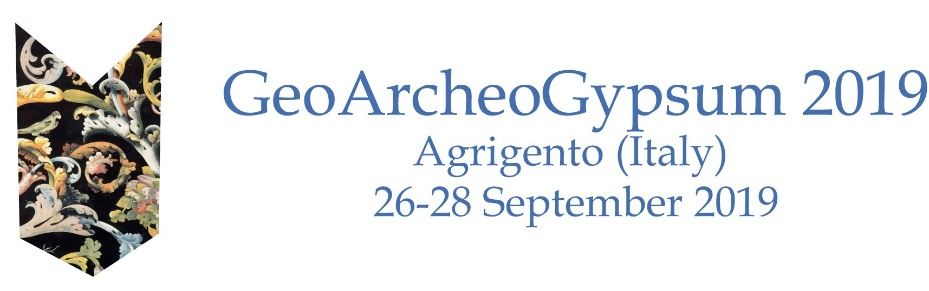 GeoArcheoGypsum 2019
Agrigento (Italy)
26-28 September 2019